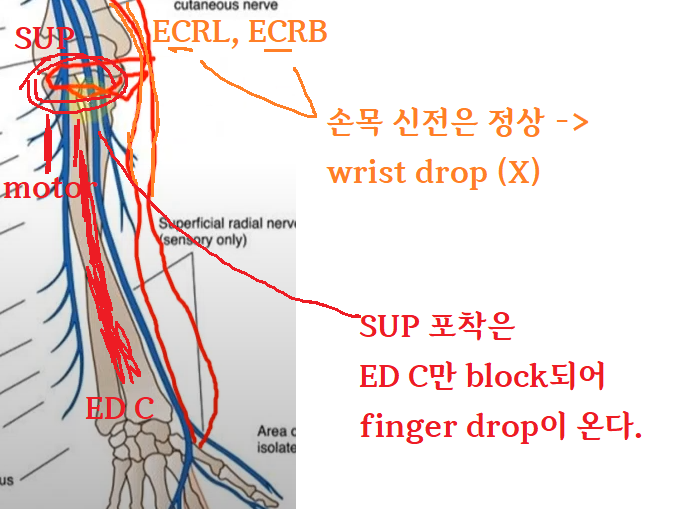 cutaneous nerve
SUP
ECRL, ECRB
손목 신전은 정상 ->
wrist drop (X)
motor
Superficial radial nerve
(sensory only)
SUP 포착은
ED C만 block되어
finger drop이 온다.
ED C
Area
isolate
us